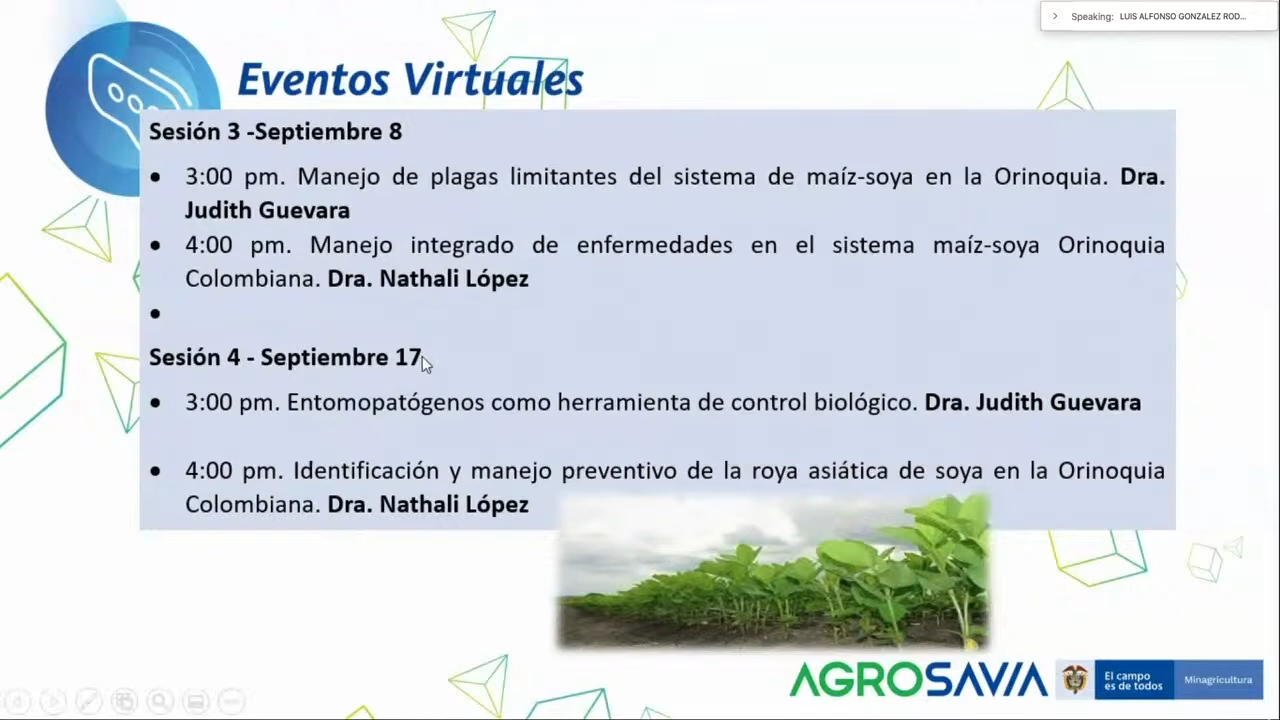 Speaking: LUIS ALFONSO GONZALEZ ROD...
Eventos Virtuales
Sesión 3 -Septiembre 8
• 3:00 pm. Manejo de plagas limitantes del sistema de maíz-soya en la Orinoquia. Dra.
Judith Guevara
• 4:00 pm. Manejo integrado de enfermedades en el sistema maíz-soya Orinoquia
Colombiana. Dra. Nathali López
•
Sesión 4 - Septiembre 17
• 3:00 pm. Entomopatógenos como herramienta de control biológico. Dra. Judith Guevara
• 4:00 pm. Identificación y manejo preventivo de la roya asiática de soya en la Orinoquia
Colombiana. Dra. Nathali López
AGROSAVIA
El campo
es de todos
Minagricultura